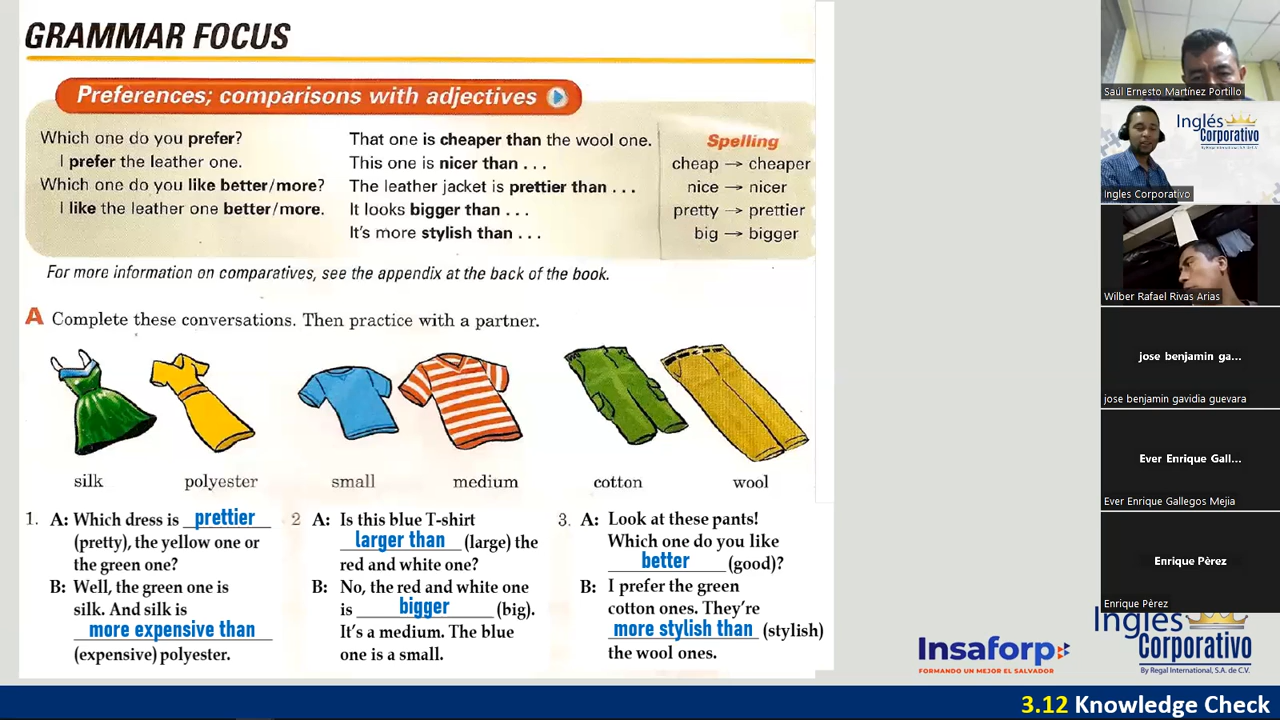 GRAMMAR FOCUS
Preferences; comparisons with adjectives
Which one do you prefer?
I prefer the leather one.
Which one do you like better/more?
I like the leather one better/more.
That one is cheaper than the wool one.
This one is nicer than . . .
The leather jacket is prettier than . . .
It looks bigger than . . .
It's more stylish than . . .
Spelling
cheap → cheaper
nice → nicer
pretty → prettier
big → bigger
For more information on comparatives, see the appendix at the back of the book.
A Complete these conversations. Then practice with a partner.
silk
polyester
small
medium
cotton
wool
1. A: Which dress is prettier
(pretty), the yellow one or
the green one?
B: Well, the green one is
silk. And silk is
more expensive than
(expensive) polyester.
2 A: Is this blue T-shirt
larger than (large) the
red and white one?
B: No, the red and white one
is bigger (big).
It's a medium. The blue
one is a small.
3. A: Look at these pants!
Which one do you like
better (good)?
B: I prefer the green
cotton ones. They're
more stylish than (stylish)
the wool ones.
Saúl Ernesto Martínez Portillo
Inglés
Corporativo
By Regal International, S.A. de C.V.
Ingles Corporativo
Wilber Rafael Rivas Arias
jose benjamin ga...
jose benjamin gavidia guevara
Ever Enrique Gall...
Ever Enrique Gallegos Mejia
Enrique Pèrez
Enrique Pèrez
Insaforp
FORMANDO UN MEJOR EL SALVADOR
Inglés
Corporativo
By Regal International, S.A. de C.V.
3.12 Knowledge Check